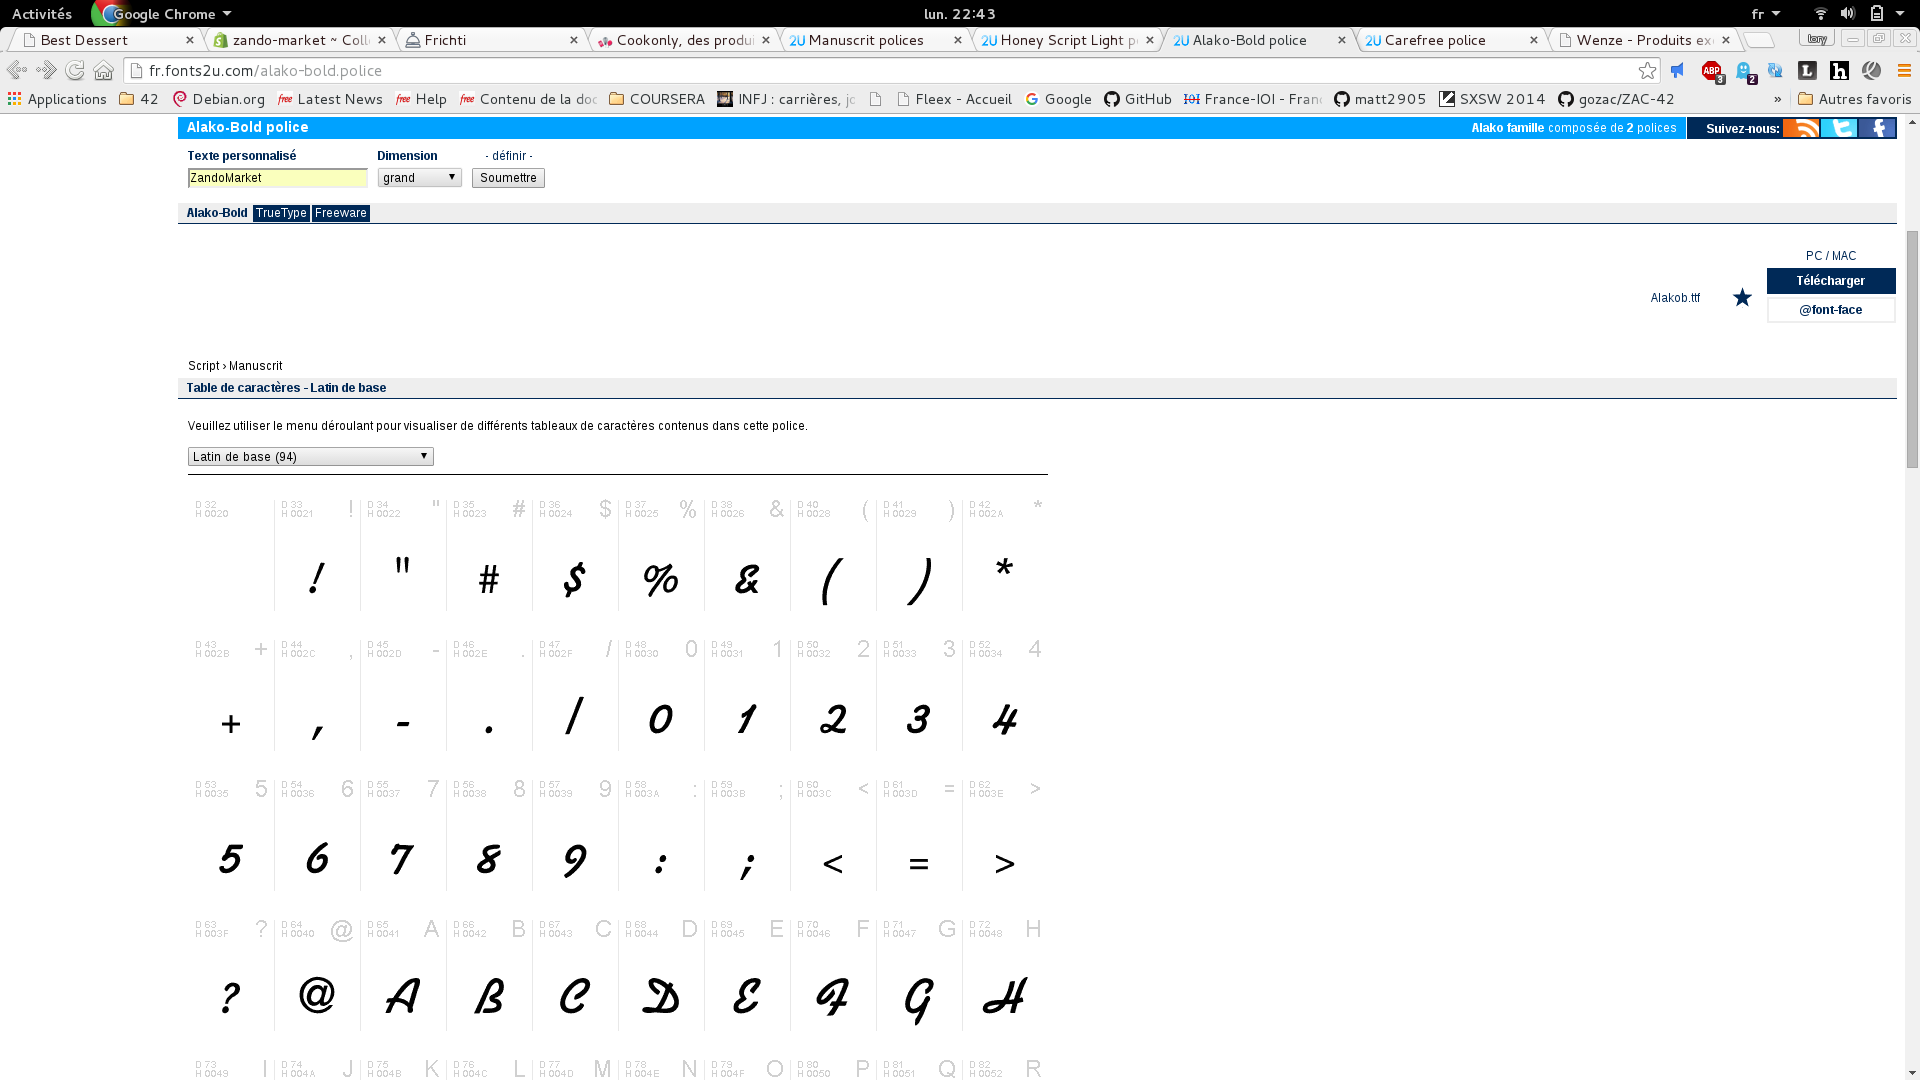 Activités Google Chrome lun. 22:43 fr
Best Dessert zando-market ~ Colle Frichti Cookonly, des produi Manuscrit polices Honey Script Light p Alako-Bold police Carefree police Wenze - Produits exo tory
fr.fonts2u.com/alako-bold.police ABP 3 2 L h
Applications 42 Debian.org free Latest News free Help free Contenu de la doc COURSERA INFJ : carrières, jo Fleex - Accueil Google GitHub France-IOI - Fran matt2905 SXSW 2014 gozac/ZAC-42 » Autres favoris
Alako-Bold police Alako famille composée de 2 polices Suivez-nous:
Texte personnalisé Dimension - définir -
ZandoMarket grand Soumettre
Alako-Bold TrueType Freeware
PC / MAC
Télécharger
Alakob.ttf
@font-face
Script › Manuscrit
Table de caractères - Latin de base
Veuillez utiliser le menu déroulant pour visualiser de différents tableaux de caractères contenus dans cette police.
Latin de base (94)
D 32 D 33 ! D 34 " D 35 # D 36 $ D 37 % D 38 & D 40 ( D 41 ) D 42 *
H 0020 H 0021 H 0022 H 0023 H 0024 H 0025 H 0026 H 0028 H 0029 H 002A
! " # $ % & ( ) *
D 43 + D 44 , D 45 - D 46 . D 47 / D 48 0 D 49 1 D 50 2 D 51 3 D 52 4
H 002B H 002C H 002D H 002E H 002F H 0030 H 0031 H 0032 H 0033 H 0034
+ , - . / 0 1 2 3 4
D 53 5 D 54 6 D 55 7 D 56 8 D 57 9 D 58 : D 59 ; D 60 < D 61 = D 62 >
H 0035 H 0036 H 0037 H 0038 H 0039 H 003A H 003B H 003C H 003D H 003E
5 6 7 8 9 : ; < = >
D 63 ? D 64 @ D 65 A D 66 B D 67 C D 68 D D 69 E D 70 F D 71 G D 72 H
H 003F H 0040 H 0041 H 0042 H 0043 H 0044 H 0045 H 0046 H 0047 H 0048
? @ A B C D E F G H
D 73 I D 74 J D 75 K D 76 L D 77 M D 78 N D 79 O D 80 P D 81 Q D 82 R
H 0049 H 004A H 004B H 004C H 004D H 004E H 004F H 0050 H 0051 H 0052